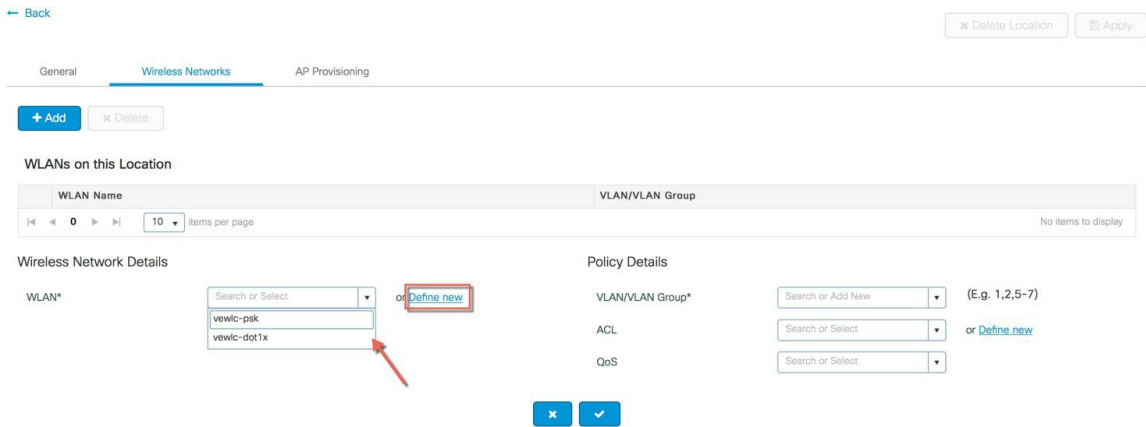 ← Back
✖ Delete Location Apply
General Wireless Networks AP Provisioning
+ Add ✖ Delete
WLANs on this Location
WLAN Name VLAN/VLAN Group
0 10 items per page No items to display
Wireless Network Details Policy Details
WLAN* Search or Select or Define new VLAN/VLAN Group* Search or Add New (E.g. 1,2,5-7)
vewlc-psk
vewlc-dot1x
ACL Search or Select or Define new
QoS Search or Select